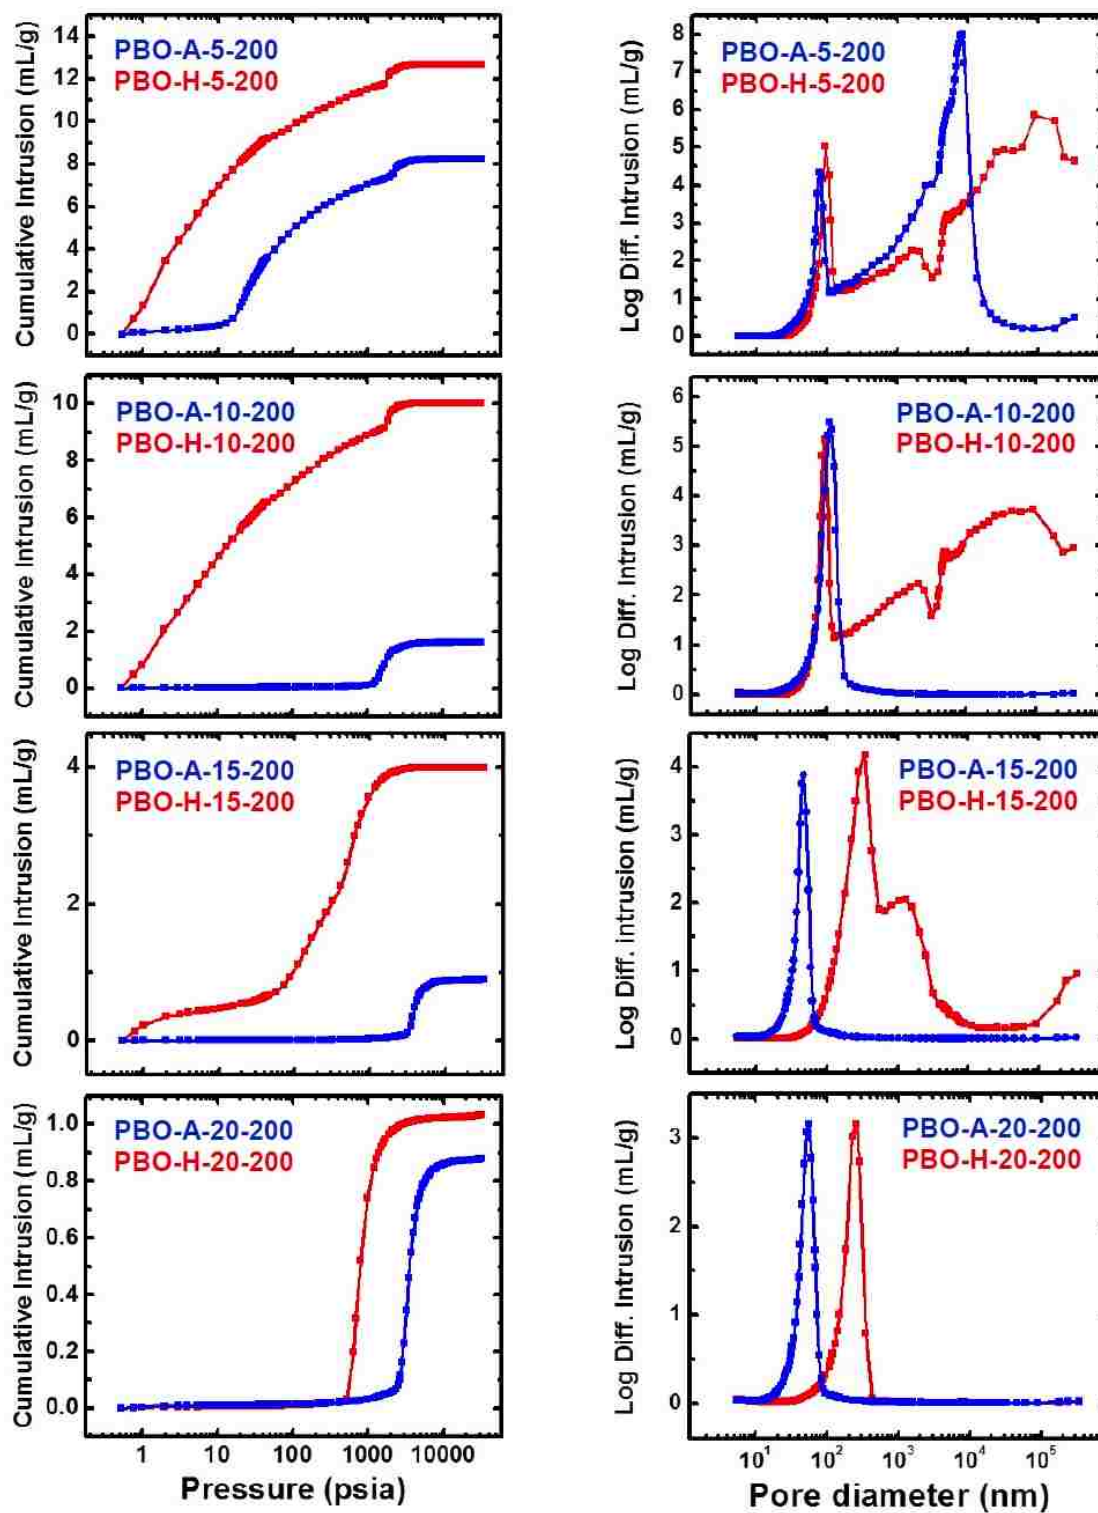 PBO-A-5-200
PBO-H-5-200
Cumulative Intrusion (mL/g)
14
12
10
8
6
4
2
0
PBO-A-5-200
PBO-H-5-200
Log Diff. Intrusion (mL/g)
8
7
6
5
4
3
2
1
0
PBO-A-10-200
PBO-H-10-200
Cumulative Intrusion (mL/g)
10
8
6
4
2
0
PBO-A-10-200
PBO-H-10-200
Log Diff. Intrusion (mL/g)
6
5
4
3
2
1
0
PBO-A-15-200
PBO-H-15-200
Cumulative Intrusion (mL/g)
4
2
0
PBO-A-15-200
PBO-H-15-200
Log Diff. intrusion (mL/g)
4
3
2
1
0
PBO-A-20-200
PBO-H-20-200
Cumulative Intrusion (mL/g)
1.0
0.8
0.6
0.4
0.2
0.0
1 10 100 1000 10000
Pressure (psia)
PBO-A-20-200
PBO-H-20-200
Log Diff. Intrusion (mL/g)
3
2
1
0
10¹ 10² 10³ 10⁴ 10⁵
Pore diameter (nm)